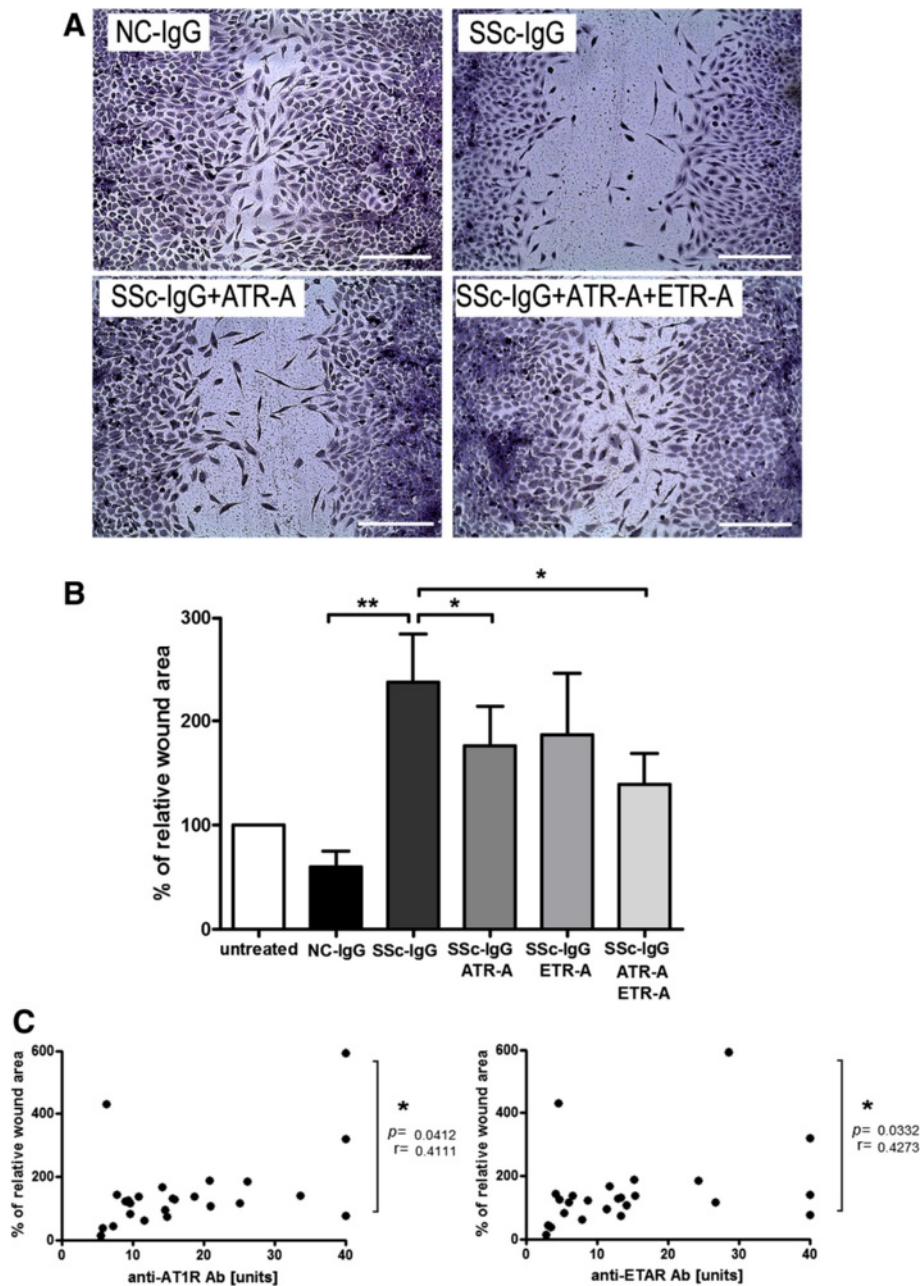 A
NC-IgG
SSc-IgG
SSc-IgG+ATR-A
SSc-IgG+ATR-A+ETR-A
B
% of relative wound area
300
200
100
0
**
*
*
untreated
NC-IgG
SSc-IgG
SSc-IgG
ATR-A
SSc-IgG
ETR-A
SSc-IgG
ATR-A
ETR-A
C
% of relative wound area
600
400
200
0
0
10
20
30
40
anti-AT1R Ab [units]
*
p= 0.0412
r= 0.4111
% of relative wound area
600
400
200
0
0
10
20
30
40
anti-ETAR Ab [units]
*
p= 0.0332
r= 0.4273